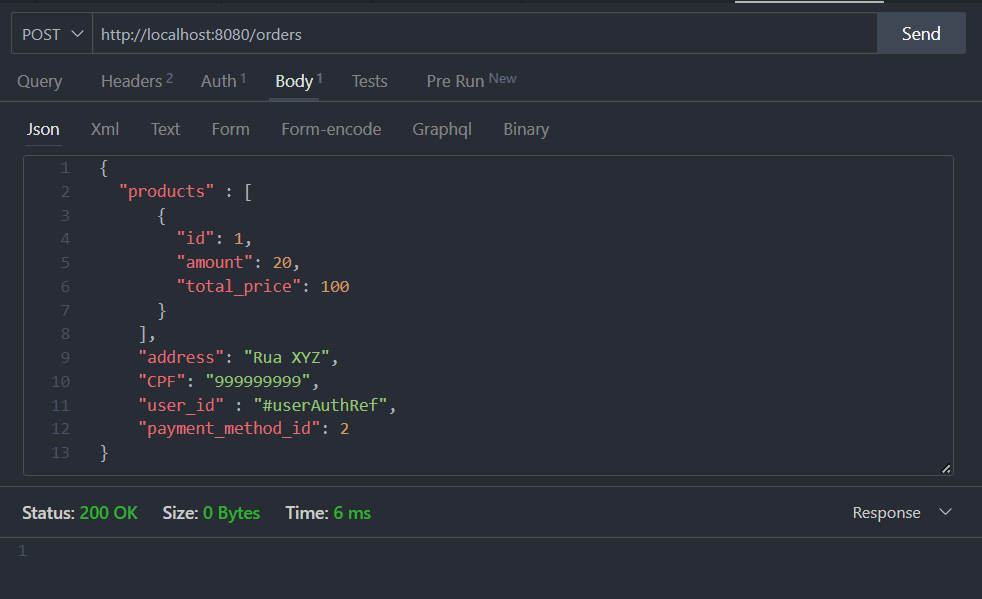 POST http://localhost:8080/orders Send
Query Headers 2 Auth 1 Body 1 Tests Pre Run New
Json Xml Text Form Form-encode Graphql Binary
1 {
2 "products" : [
3 {
4 "id": 1,
5 "amount": 20,
6 "total_price": 100
7 }
8 ],
9 "address": "Rua XYZ",
10 "CPF": "999999999",
11 "user_id" : "#userAuthRef",
12 "payment_method_id": 2
13 }
Status: 200 OK Size: 0 Bytes Time: 6 ms Response
1